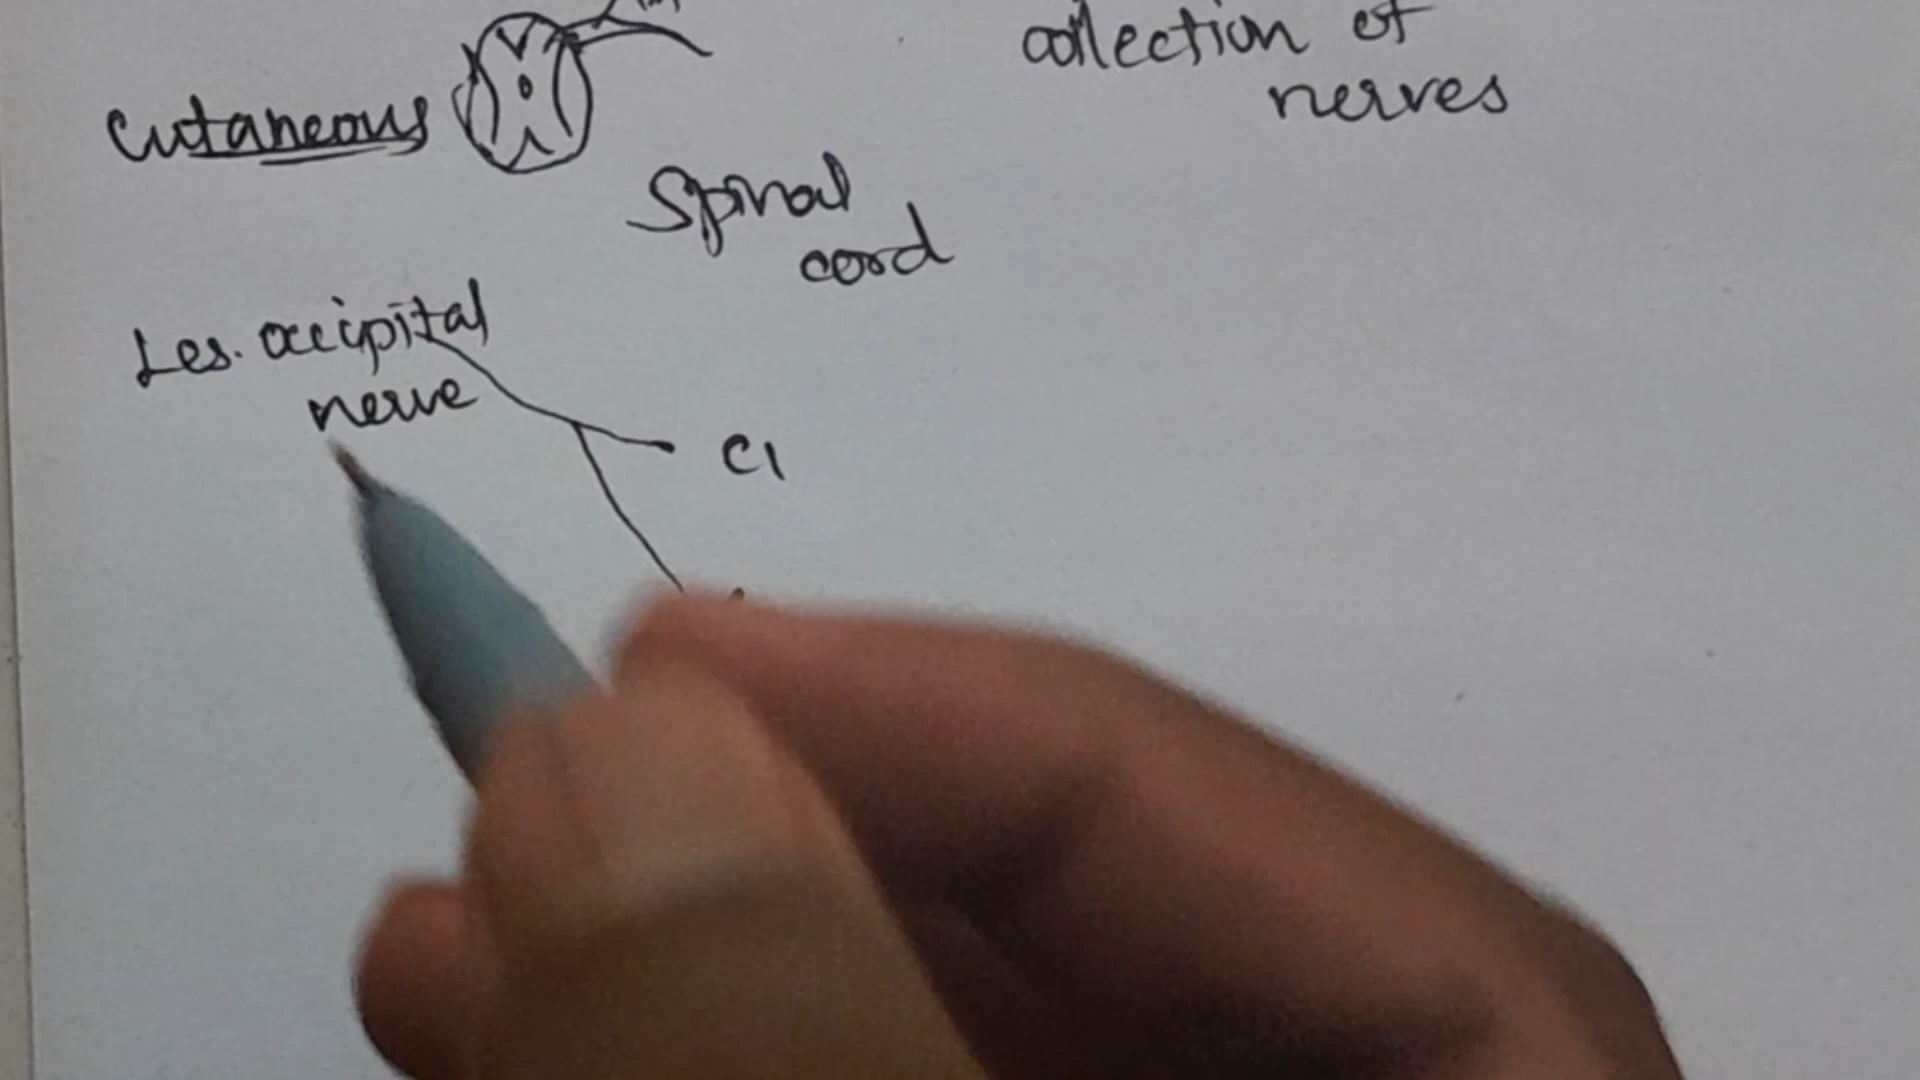 collection of
nerves
cutaneous
Spinal
cord
Les. occipital
nerve
C1